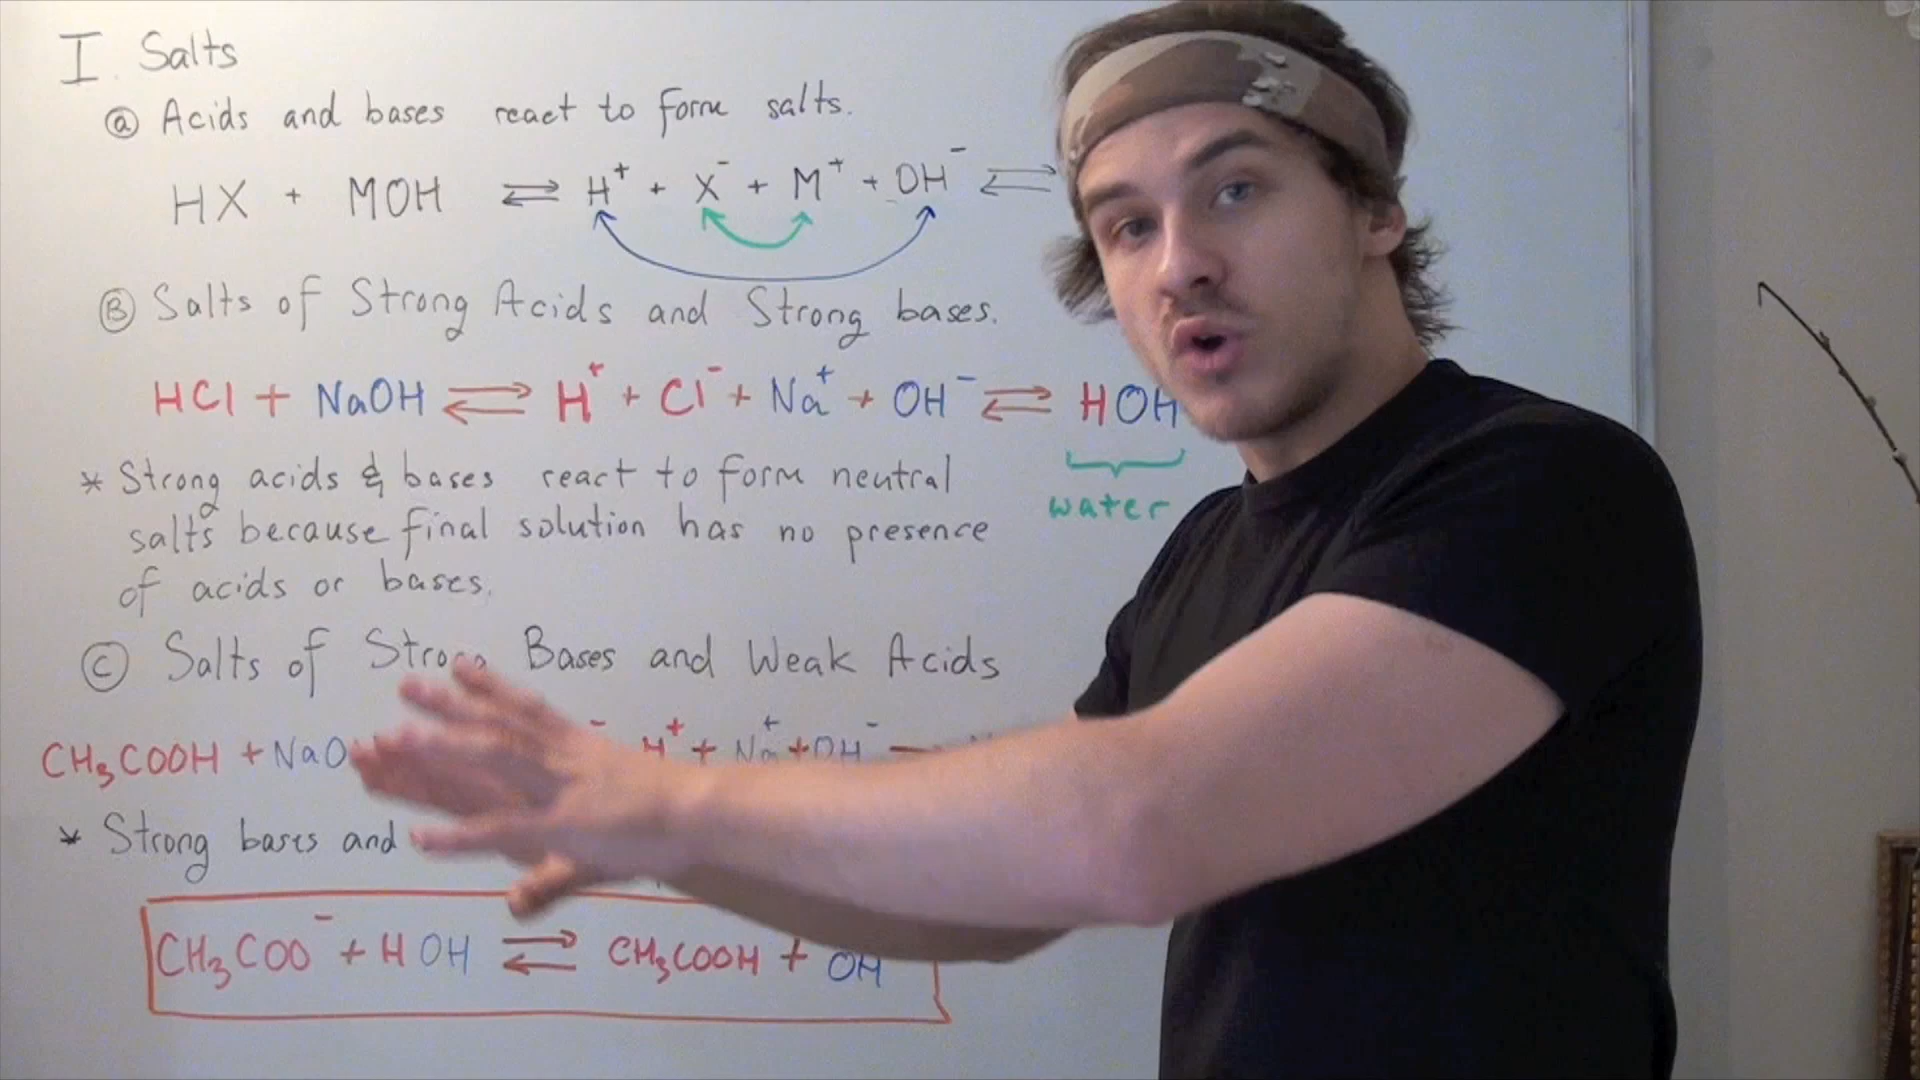 I. Salts
ⓐ Acids and bases react to form salts.
HX + MOH ⇌ H⁺ + X⁻ + M⁺ + OH⁻ ⇌
Ⓑ Salts of Strong Acids and Strong bases.
HCl + NaOH ⇌ H⁺ + Cl⁻ + Na⁺ + OH⁻ ⇌ HOH
water
* Strong acids & bases react to form neutral
salts because final solution has no presence
of acids or bases.
Ⓒ Salts of Strong Bases and Weak Acids
CH₃COOH + NaO H⁺ + Na⁺ + OH⁻
* Strong bases and
CH₃COO⁻ + HOH ⇌ CH₃COOH + OH